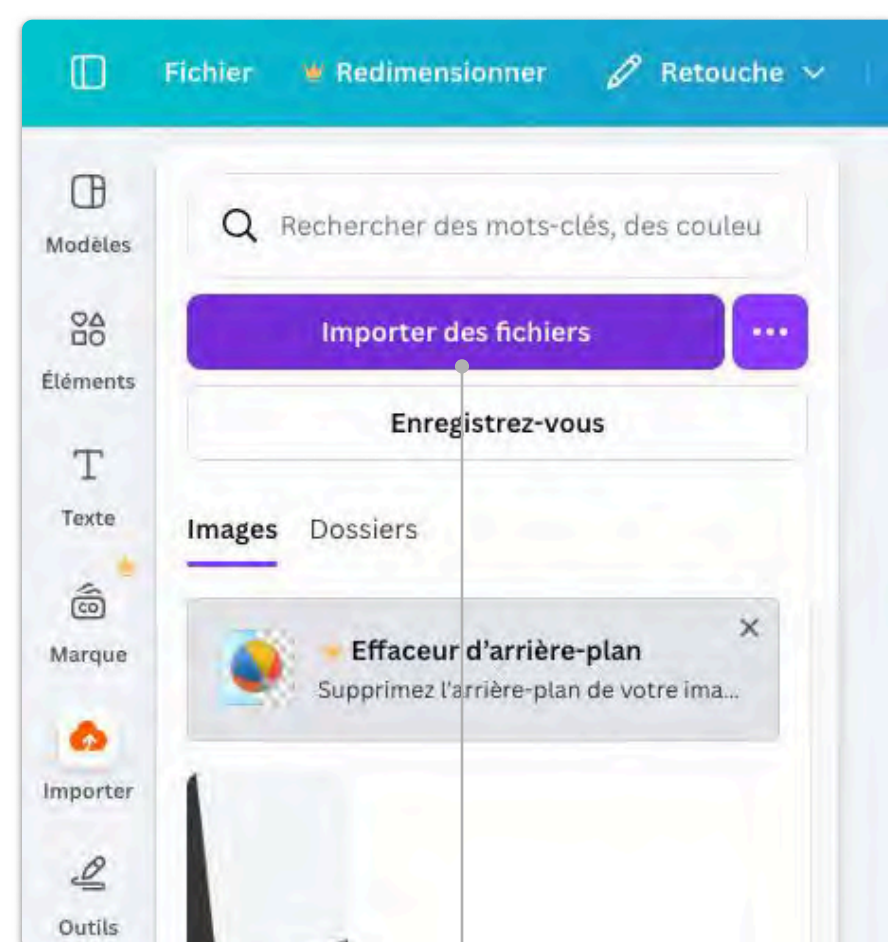 Fichier
Redimensionner
Retouche
Modèles
Éléments
Texte
CO
Marque
Importer
Outils
Rechercher des mots-clés, des couleu
Importer des fichiers
Enregistrez-vous
Images
Dossiers
Effaceur d'arrière-plan
Supprimez l'arrière-plan de votre ima...